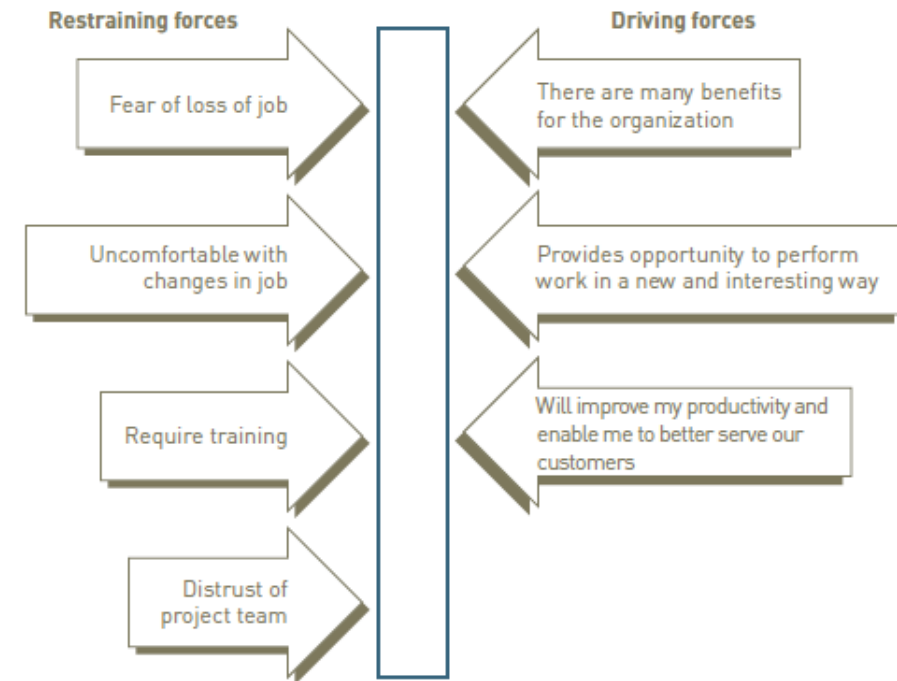 Restraining forces
Driving forces
Fear of loss of job
There are many benefits
for the organization
Uncomfortable with
changes in job
Provides opportunity to perform
work in a new and interesting way
Require training
Will improve my productivity and
enable me to better serve our
customers
Distrust of
project team